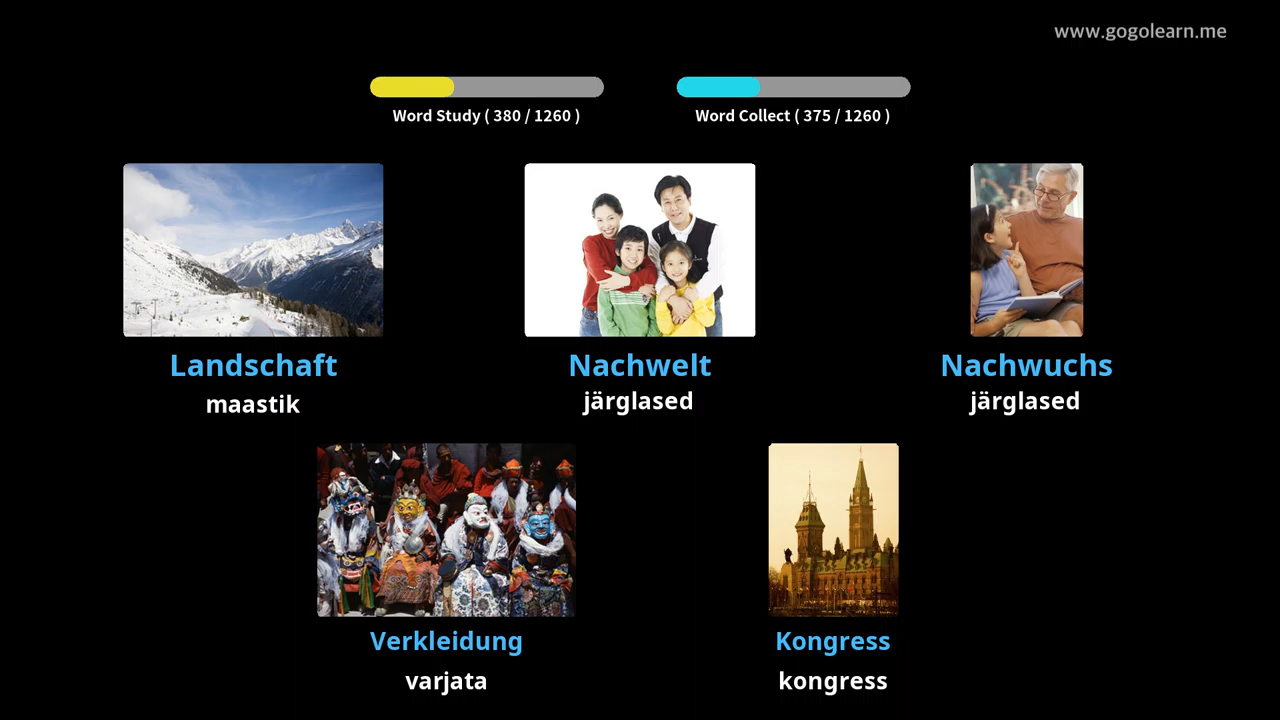 www.gogolearn.me
Word Study ( 380 / 1260 )
Word Collect ( 375 / 1260 )
Landschaft
maastik
Nachwelt
järglased
Nachwuchs
järglased
Verkleidung
varjata
Kongress
kongress